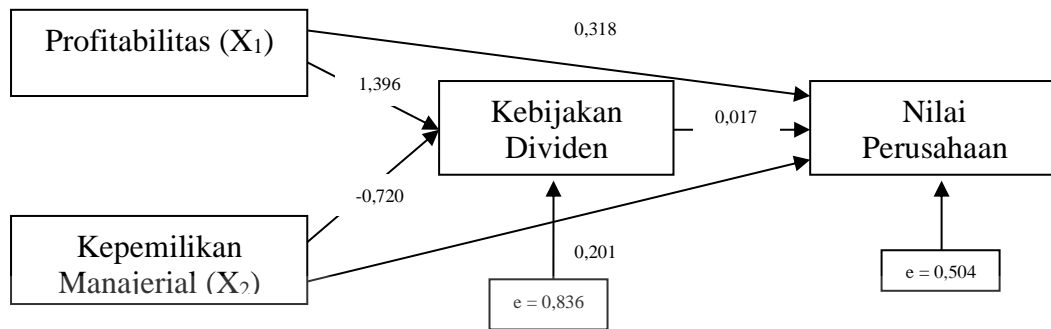 Profitabilitas (X₁)
0,318
1,396
Kebijakan
Dividen
0,017
Nilai
Perusahaan
-0,720
Kepemilikan
Manajerial (X₂)
0,201
e = 0,836
e = 0,504